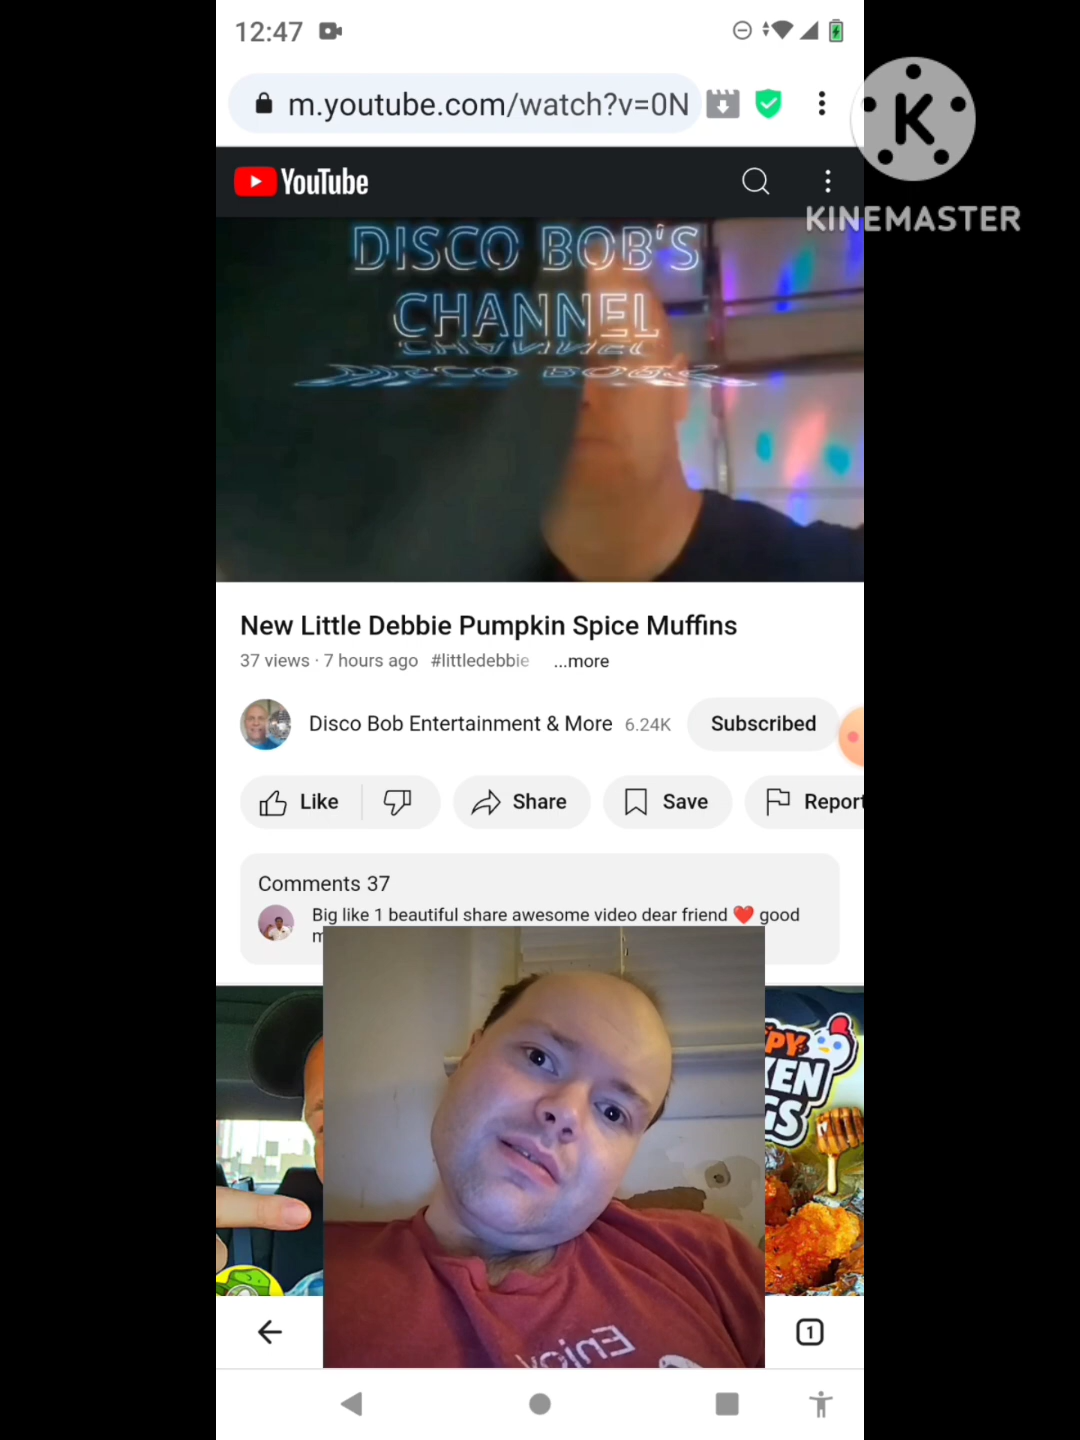 12:47
m.youtube.com/watch?v=0N
K
KINEMASTER
YouTube
DISCO BOB'S
CHANNEL
New Little Debbie Pumpkin Spice Muffins
37 views · 7 hours ago #littledebbie ...more
Disco Bob Entertainment & More 6.24K Subscribed
Like Share Save Report
Comments 37
Big like 1 beautiful share awesome video dear friend ❤️ good
Enjoy
1